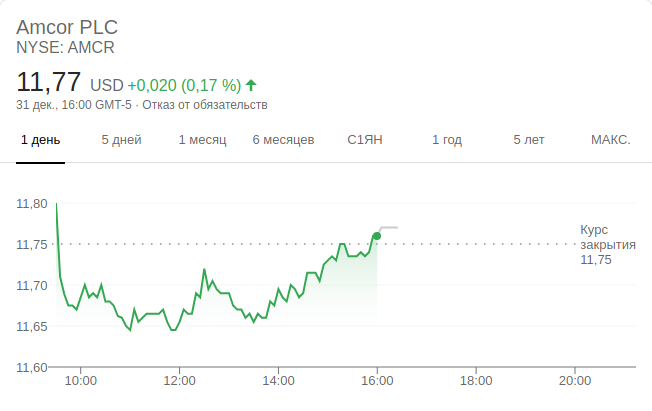 Amcor PLC
NYSE: AMCR
11,77 USD +0,020 (0,17 %)
31 дек., 16:00 GMT-5 · Отказ от обязательств
1 день 5 дней 1 месяц 6 месяцев С1ЯН 1 год 5 лет МАКС.
11,80
Курс
закрытия
11,75
11,75
11,70
11,65
11,60
10:00 12:00 14:00 16:00 18:00 20:00